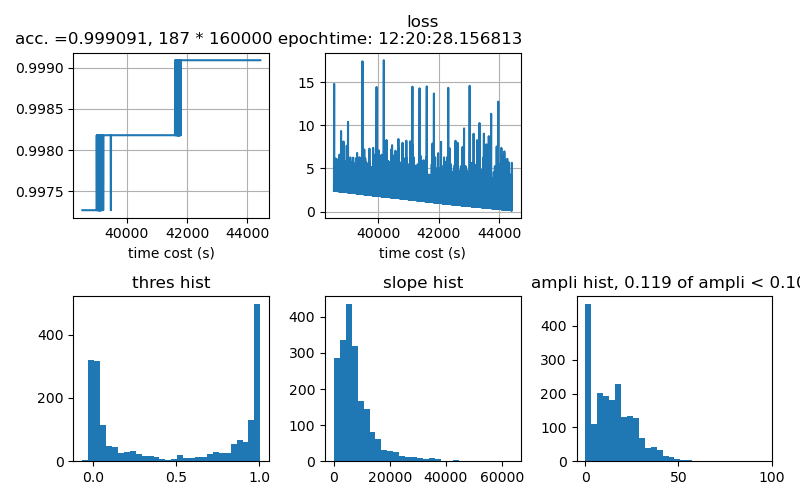 loss
acc. =0.999091, 187 * 160000 epochtime: 12:20:28.156813
0.9990
0.9985
0.9980
0.9975
40000 42000 44000
time cost (s)
15
10
5
0
40000 42000 44000
time cost (s)
thres hist
400
200
0
0.0 0.5 1.0
slope hist
400
300
200
100
0
0 20000 40000 60000
ampli hist, 0.119 of ampli < 0.10
400
300
200
100
0
0 50 100